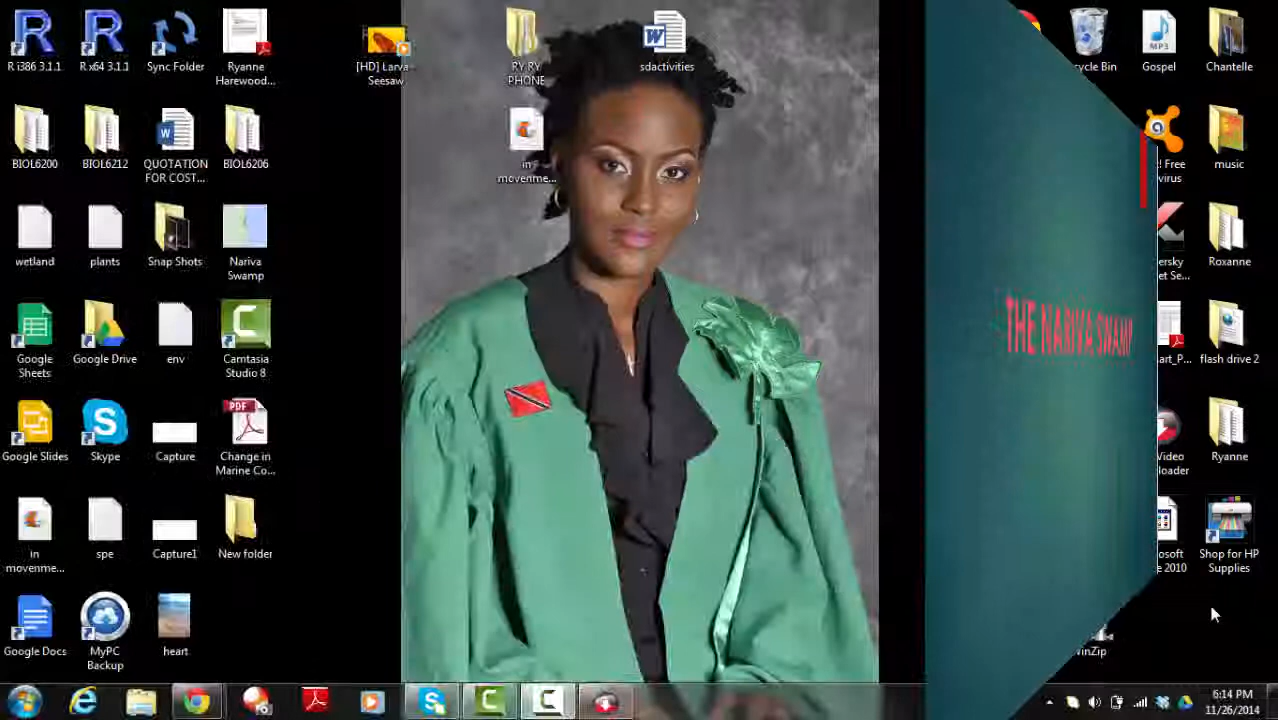 R i386 3.1.1
R x64 3.1.1
Sync Folder
Ryanne
Harewood...
[HD] Larva
Seesaw
RY RY
PHONE
sdactivities
Gospel
Chantelle
BIOL6200
BIOL6212
QUOTATION
FOR COST...
BIOL6206
in
movenme...
music
wetland
plants
Snap Shots
Nariva
Swamp
Roxanne
THE NARIVA SWAMP
Google
Sheets
Google Drive
env
Camtasia
Studio 8
flash drive 2
Google Slides
Skype
Capture
PDF
Change in
Marine Co...
Ryanne
in
movenme...
spe
Capture1
New folder
Shop for HP
Supplies
Google Docs
MyPC
Backup
heart
WinZip
6:14 PM
11/26/2014